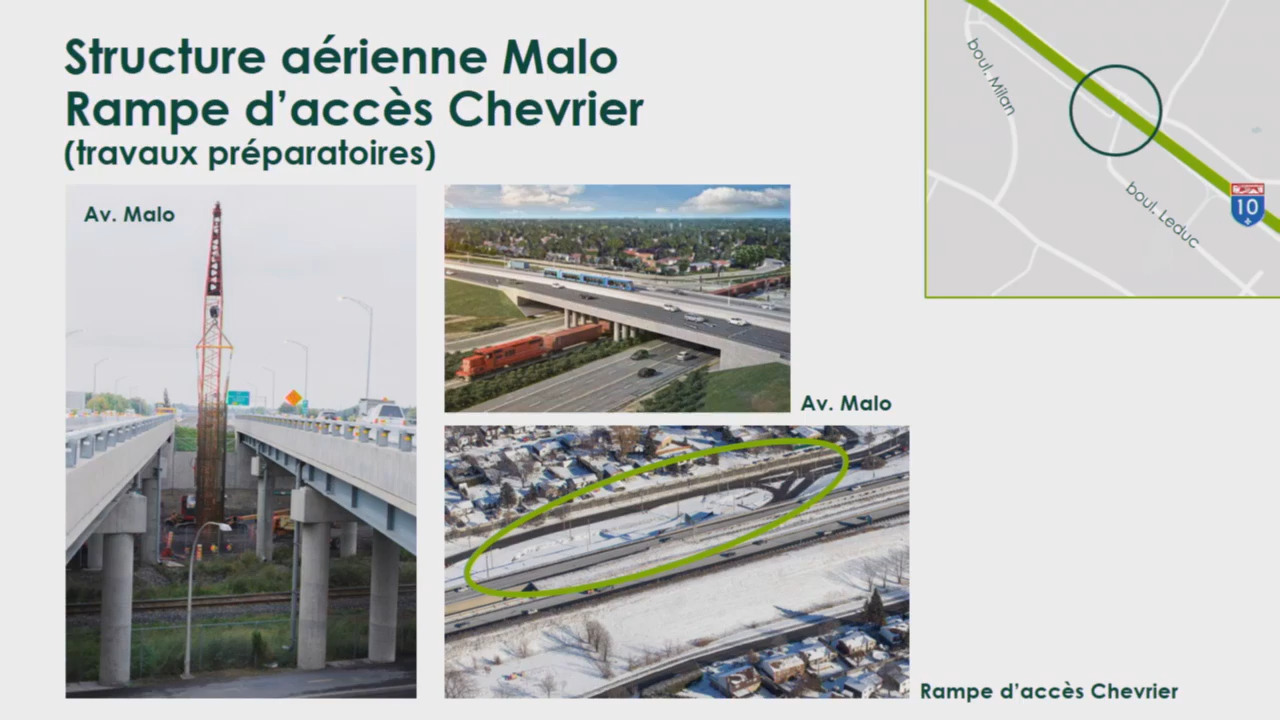 Structure aérienne Malo
Rampe d'accès Chevrier
(travaux préparatoires)
Av. Malo
Av. Malo
Rampe d'accès Chevrier
boul. Milan
boul. Leduc
10